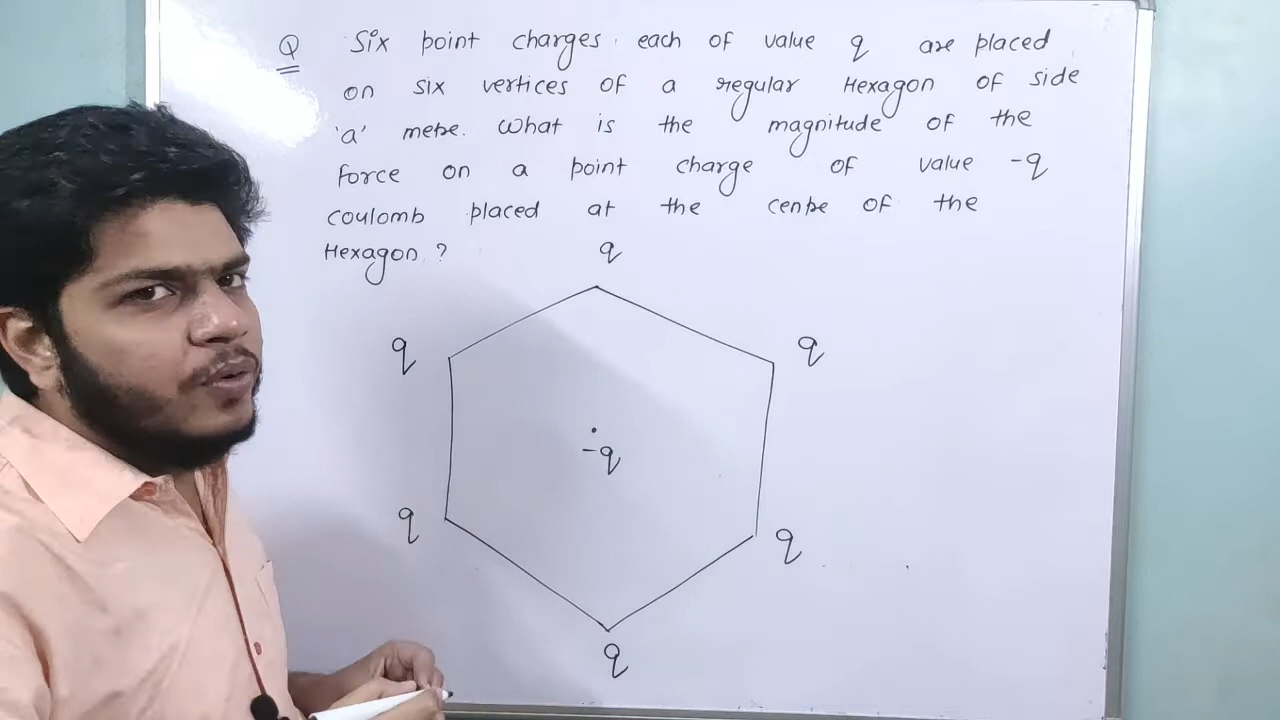 Q Six point charges each of value q are placed
on six vertices of a regular Hexagon of side
'a' metre. What is the magnitude of the
force on a point charge of value -q
coulomb placed at the centre of the
Hexagon ?
q
q q
-q
q q
q